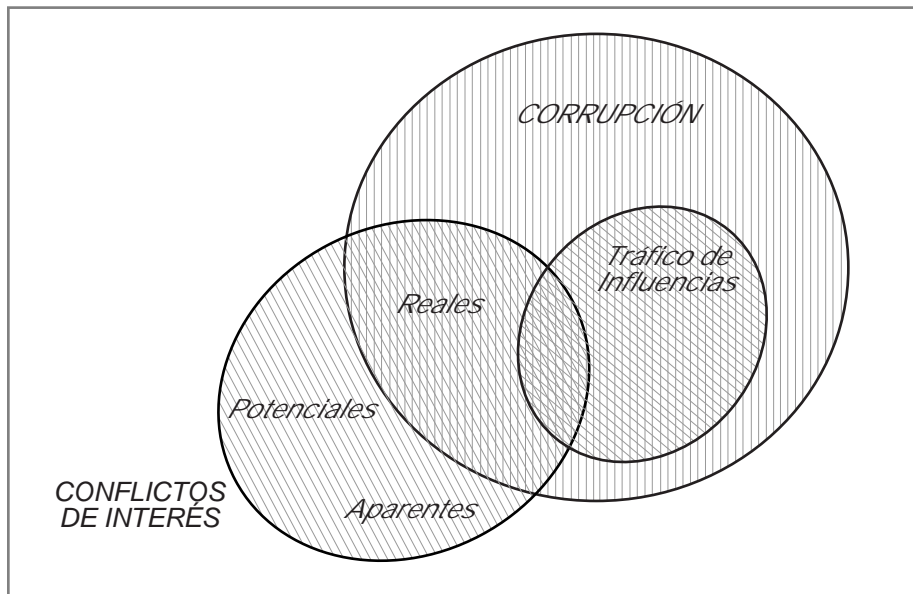 CORRUPCIÓN
Tráfico de
Influencias
Reales
Potenciales
Aparentes
CONFLICTOS
DE INTERÉS